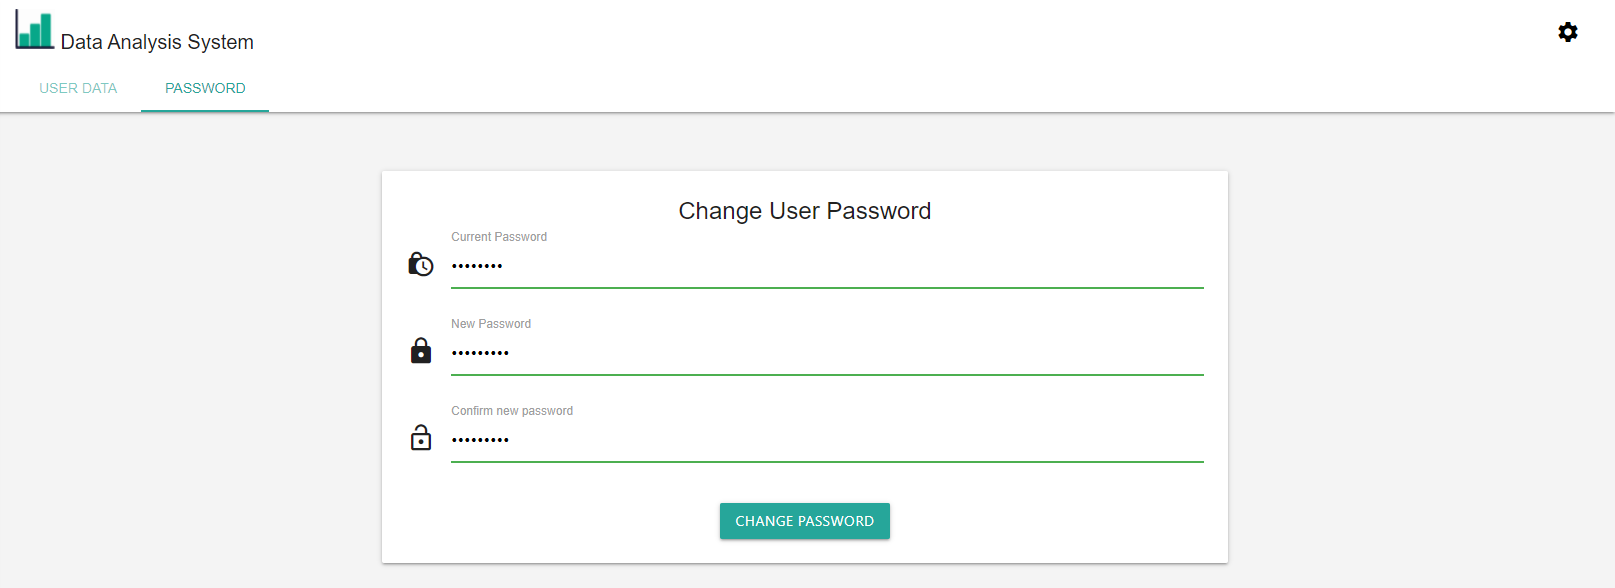 Data Analysis System
USER DATA PASSWORD
Change User Password
Current Password
••••••••
New Password
•••••••••
Confirm new password
•••••••••
CHANGE PASSWORD